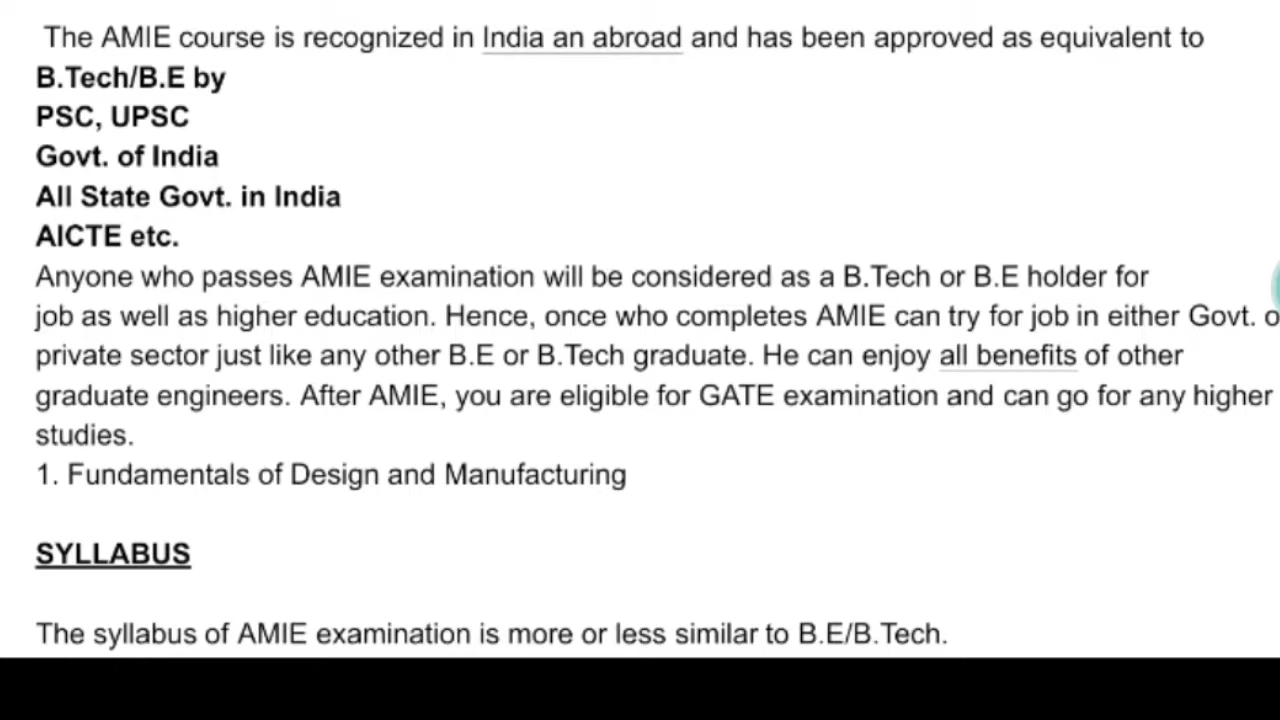 The AMIE course is recognized in India an abroad and has been approved as equivalent to
B.Tech/B.E by
PSC, UPSC
Govt. of India
All State Govt. in India
AICTE etc.
Anyone who passes AMIE examination will be considered as a B.Tech or B.E holder for
job as well as higher education. Hence, once who completes AMIE can try for job in either Govt. o
private sector just like any other B.E or B.Tech graduate. He can enjoy all benefits of other
graduate engineers. After AMIE, you are eligible for GATE examination and can go for any higher
studies.
1. Fundamentals of Design and Manufacturing
SYLLABUS
The syllabus of AMIE examination is more or less similar to B.E/B.Tech.